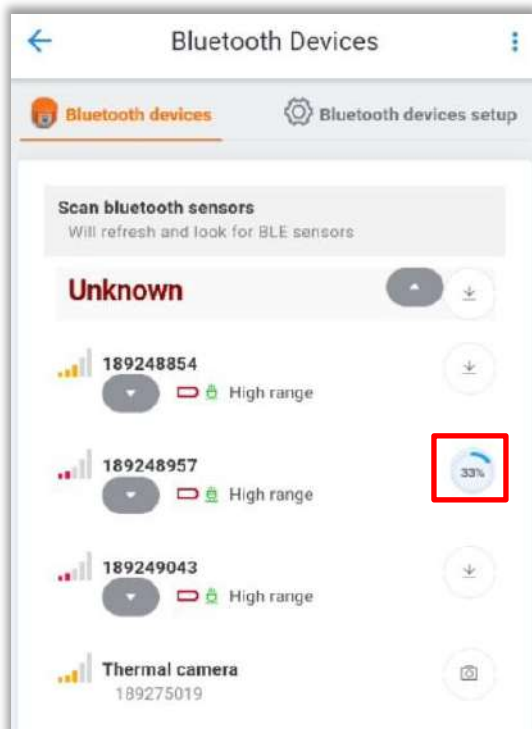 Bluetooth Devices
Bluetooth devices
Bluetooth devices setup
Scan bluetooth sensors
Will refresh and look for BLE sensors
Unknown
189248854
High range
189248957
33%
High range
189249043
High range
Thermal camera
189275019